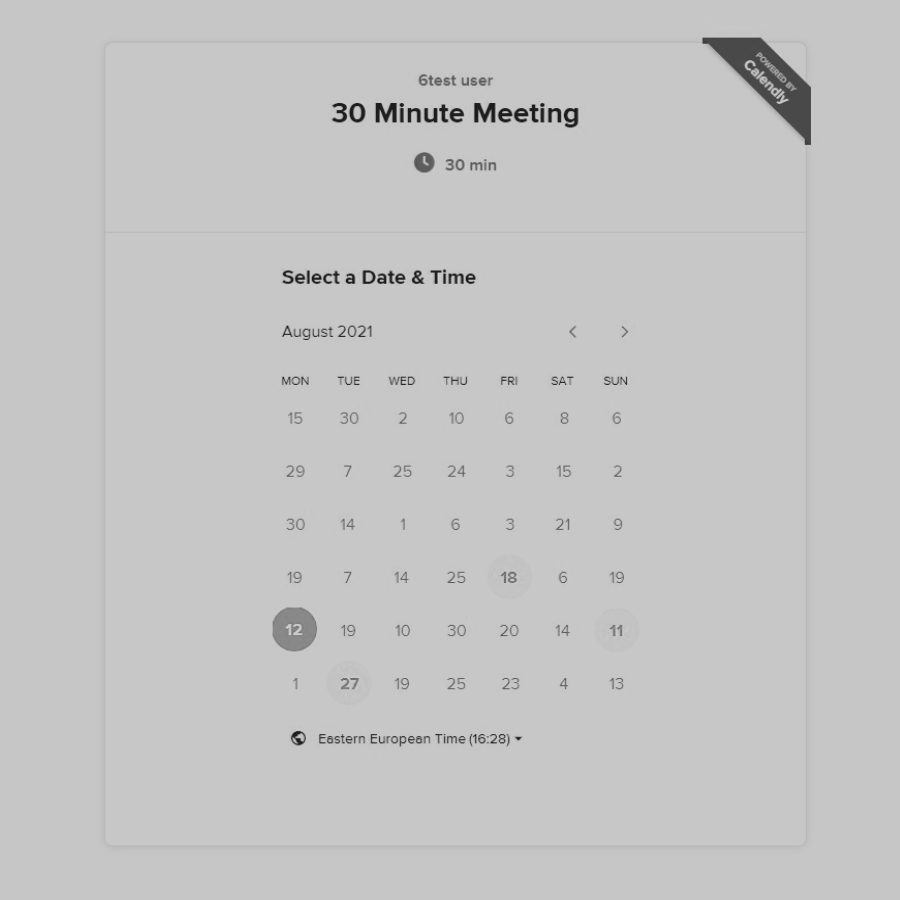 6test user
POWERED BY
Calendly
30 Minute Meeting
30 min
Select a Date & Time
August 2021
MON TUE WED THU FRI SAT SUN
15 30 2 10 6 8 6
29 7 25 24 3 15 2
30 14 1 6 3 21 9
19 7 14 25 18 6 19
12 19 10 30 20 14 11
1 27 19 25 23 4 13
Eastern European Time (16:28)